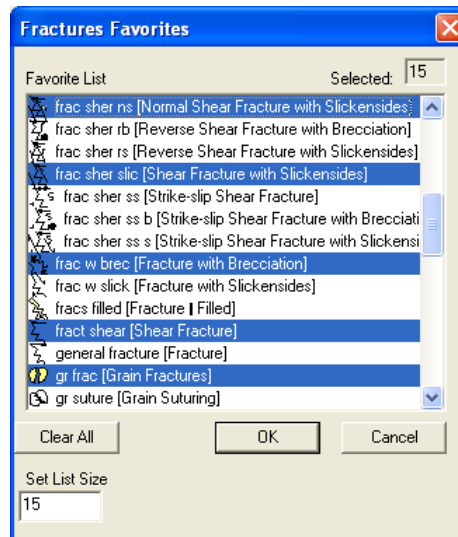 Fractures Favorites
Favorite List Selected: 15
frac sher ns [Normal Shear Fracture with Slickensides]
frac sher rb [Reverse Shear Fracture with Brecciation]
frac sher rs [Reverse Shear Fracture with Slickensides]
frac sher slic [Shear Fracture with Slickensides]
frac sher ss [Strike-slip Shear Fracture]
frac sher ss b [Strike-slip Shear Fracture with Brecciati
frac sher ss s [Strike-slip Shear Fracture with Slickensi
frac w brec [Fracture with Brecciation]
frac w slick [Fracture with Slickensides]
fracs filled [Fracture | Filled]
fract shear [Shear Fracture]
general fracture [Fracture]
gr frac [Grain Fractures]
gr suture [Grain Suturing]
Clear All OK Cancel
Set List Size
15